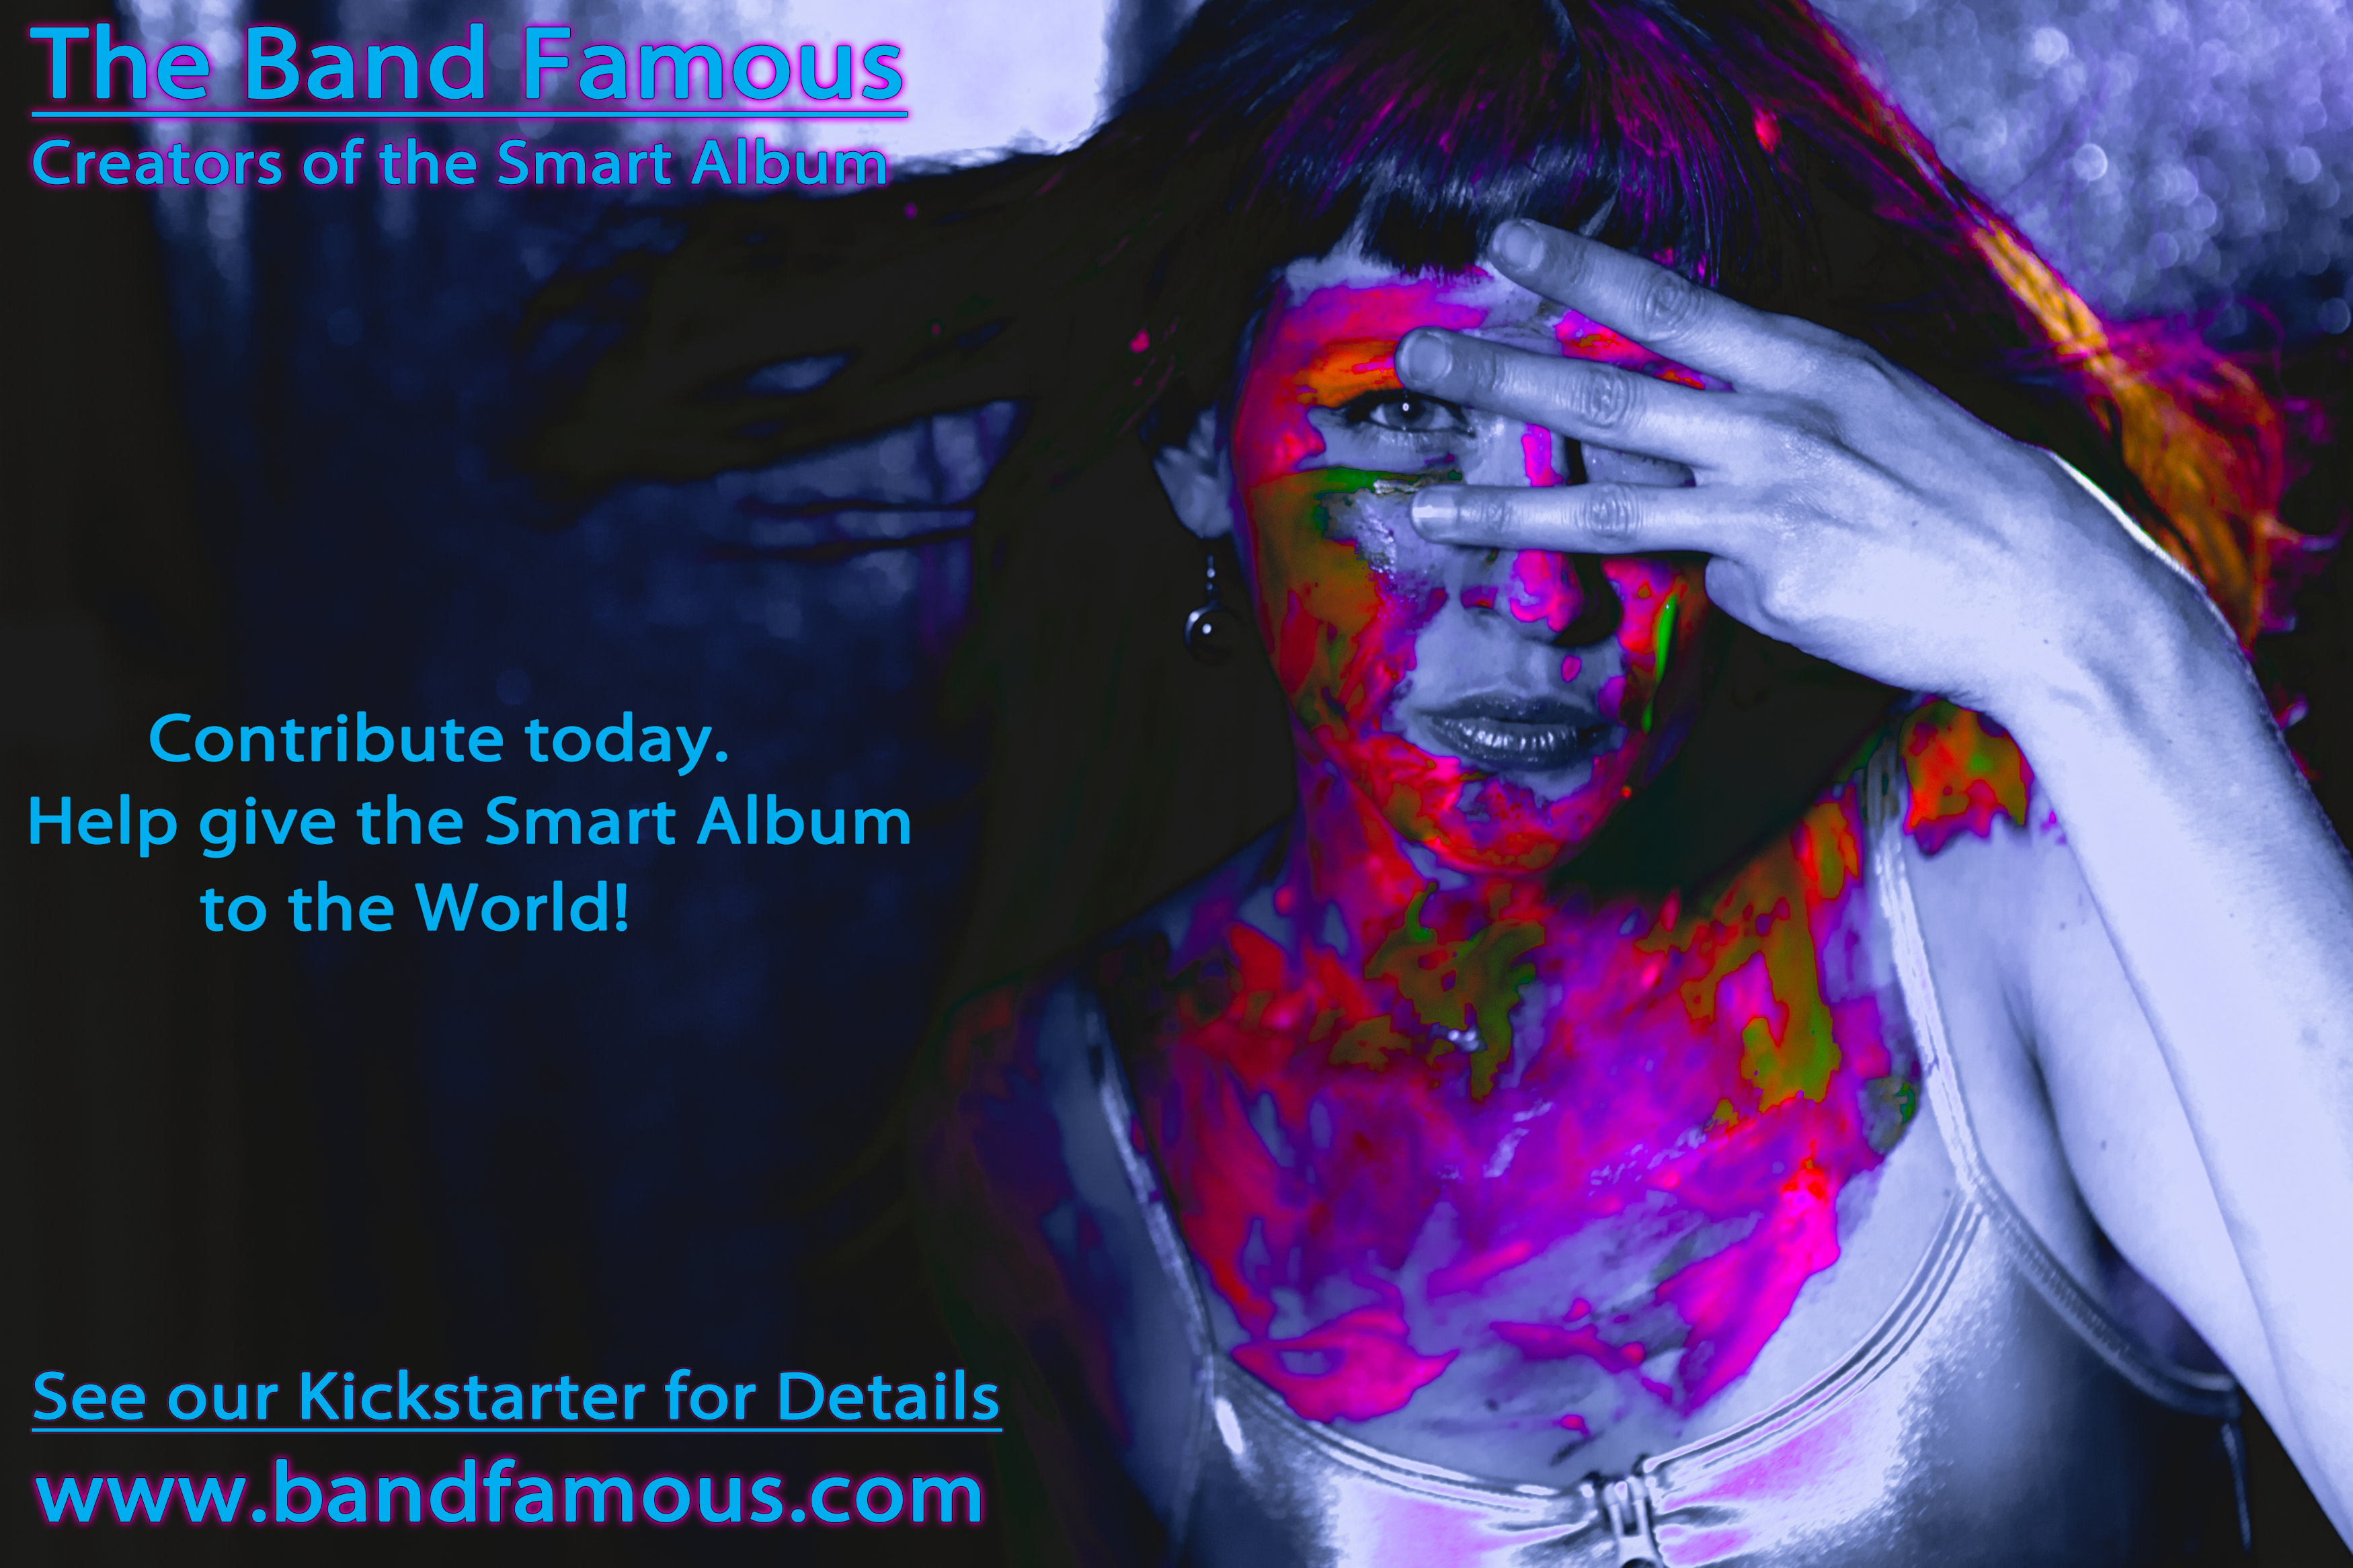 The Band Famous
Creators of the Smart Album
Contribute today.
Help give the Smart Album
to the World!
See our Kickstarter for Details
www.bandfamous.com